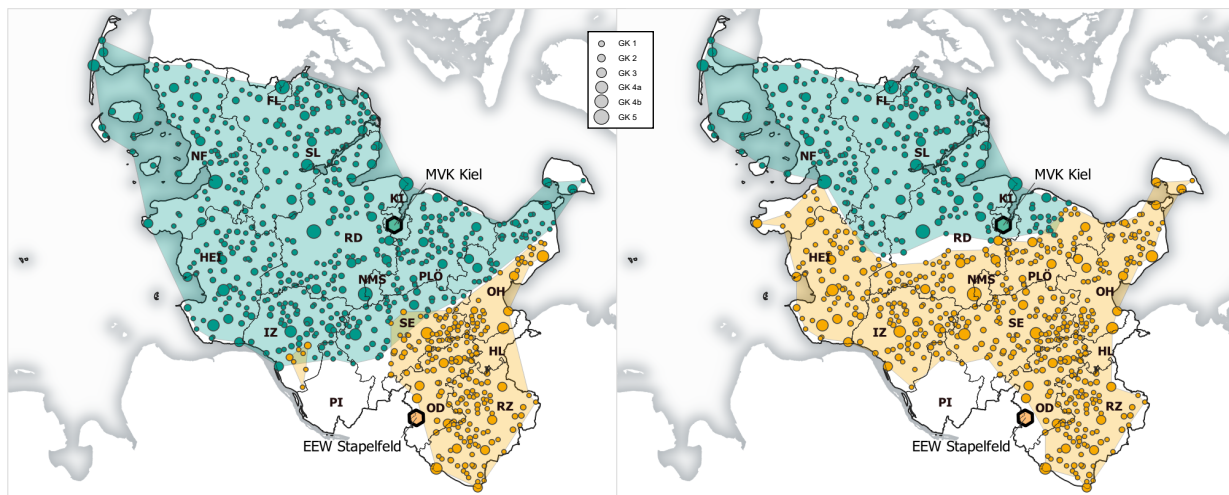 GK 1
GK 2
GK 3
GK 4a
GK 4b
GK 5
FL
SL
NF
MVK Kiel
KI
RD
HEI
PLÖ
NMS
OH
SE
IZ
HL
PI
OD
RZ
EEW Stapelfeld
FL
SL
NF
MVK Kiel
KI
RD
HEI
PLÖ
NMS
OH
SE
IZ
HL
PI
OD
RZ
EEW Stapelfeld